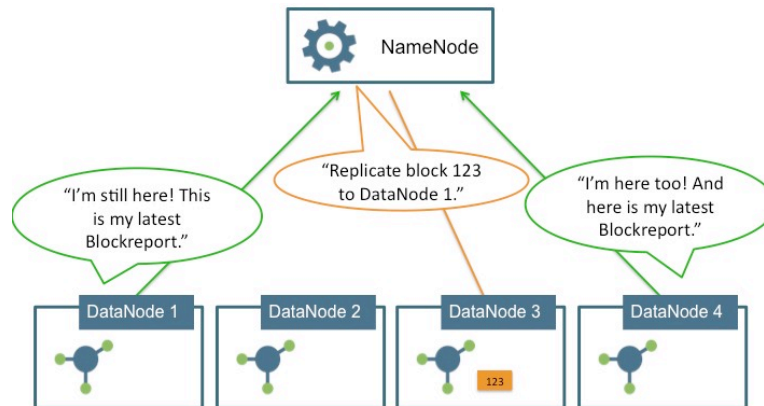 NameNode
“Replicate block 123
to DataNode 1.”
“I’m still here! This
is my latest
Blockreport.”
“I’m here too! And
here is my latest
Blockreport.”
DataNode 1
DataNode 2
DataNode 3
DataNode 4
123